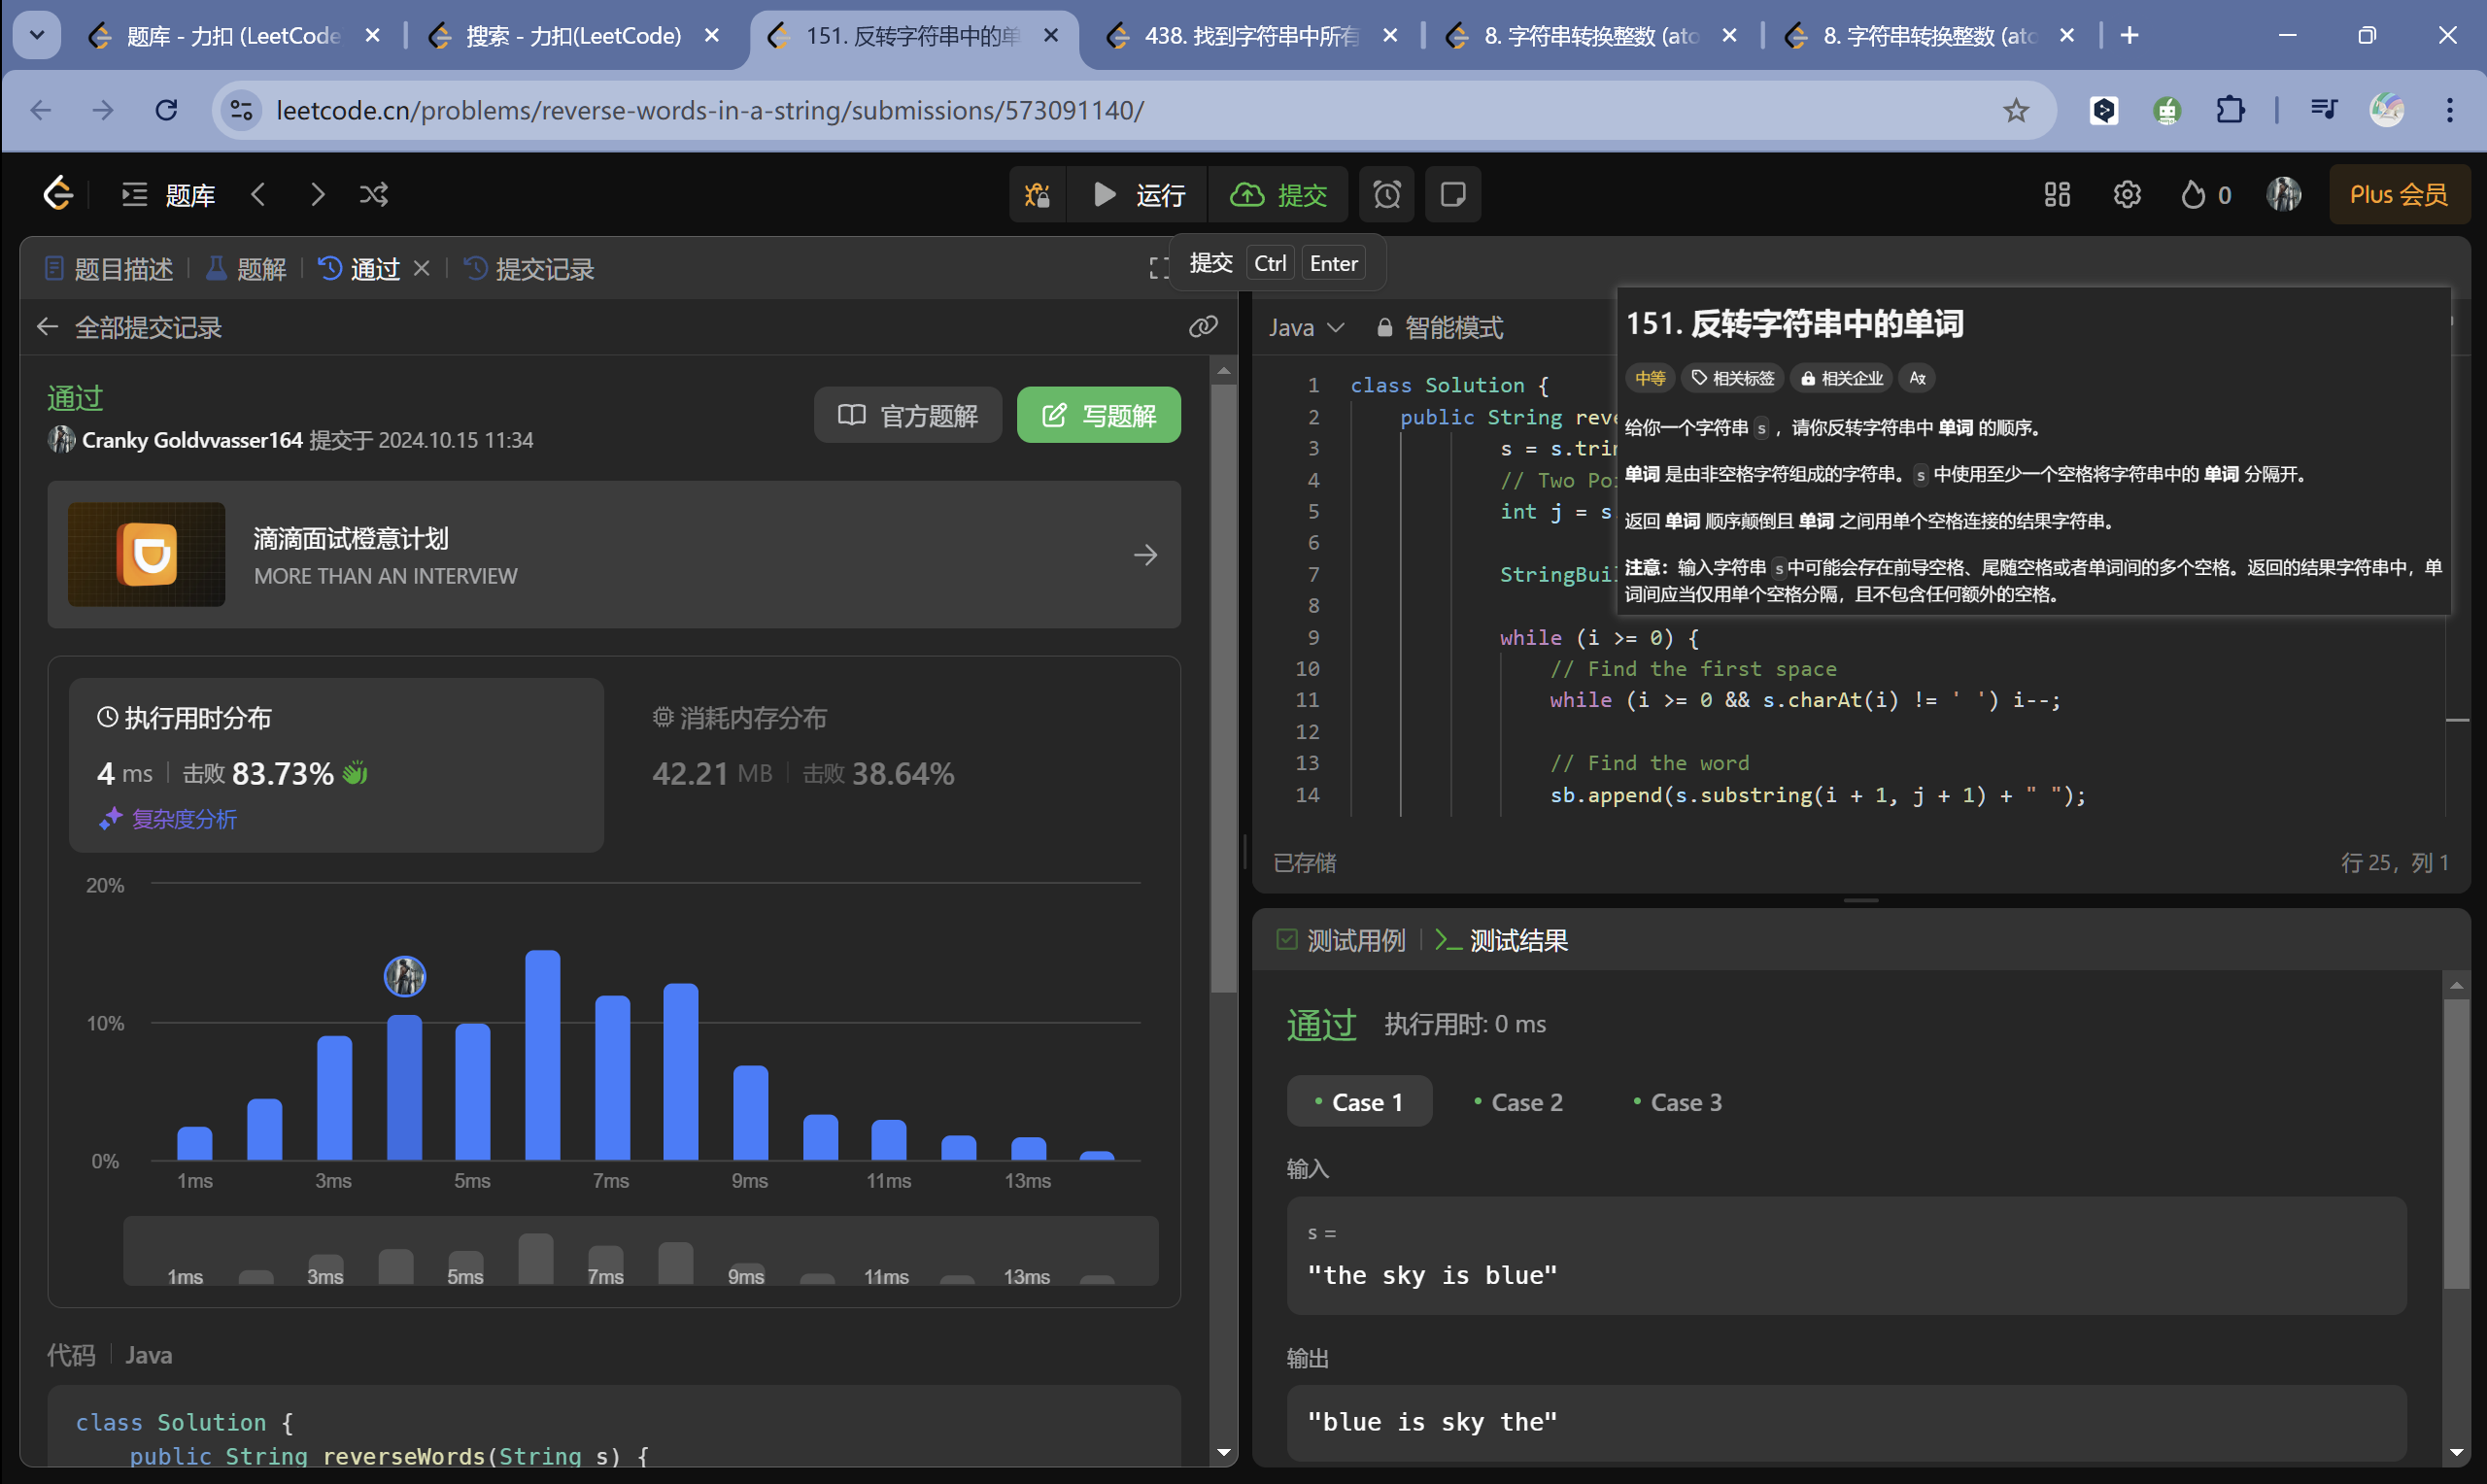 题库 - 力扣 (LeetCode
搜索 - 力扣(LeetCode)
151. 反转字符串中的单
438. 找到字符串中所有
8. 字符串转换整数 (ato
8. 字符串转换整数 (ato
leetcode.cn/problems/reverse-words-in-a-string/submissions/573091140/
题库
运行
提交
0
Plus 会员
题目描述
题解
通过
提交记录
提交 Ctrl Enter
全部提交记录
通过
Cranky Goldvvasser164 提交于 2024.10.15 11:34
官方题解
写题解
滴滴面试橙意计划
MORE THAN AN INTERVIEW
执行用时分布
4 ms 击败 83.73%
复杂度分析
消耗内存分布
42.21 MB 击败 38.64%
20%
10%
0%
1ms 3ms 5ms 7ms 9ms 11ms 13ms
1ms 3ms 5ms 7ms 9ms 11ms 13ms
代码 Java
class Solution {
public String reverseWords(String s) {
Java
智能模式
151. 反转字符串中的单词
中等 相关标签 相关企业
给你一个字符串 s ，请你反转字符串中 单词 的顺序。
单词 是由非空格字符组成的字符串。s 中使用至少一个空格将字符串中的 单词 分隔开。
返回 单词 顺序颠倒且 单词 之间用单个空格连接的结果字符串。
注意：输入字符串 s中可能会存在前导空格、尾随空格或者单词间的多个空格。返回的结果字符串中，单
词间应当仅用单个空格分隔，且不包含任何额外的空格。
1 class Solution {
2 public String reve
3 s = s.trim
4 // Two Poi
5 int j = s.
6
7 StringBuil
8
9 while (i >= 0) {
10 // Find the first space
11 while (i >= 0 && s.charAt(i) != ' ') i--;
12
13 // Find the word
14 sb.append(s.substring(i + 1, j + 1) + " ");
已存储
行 25，列 1
测试用例
测试结果
通过 执行用时: 0 ms
Case 1 Case 2 Case 3
输入
s =
"the sky is blue"
输出
"blue is sky the"